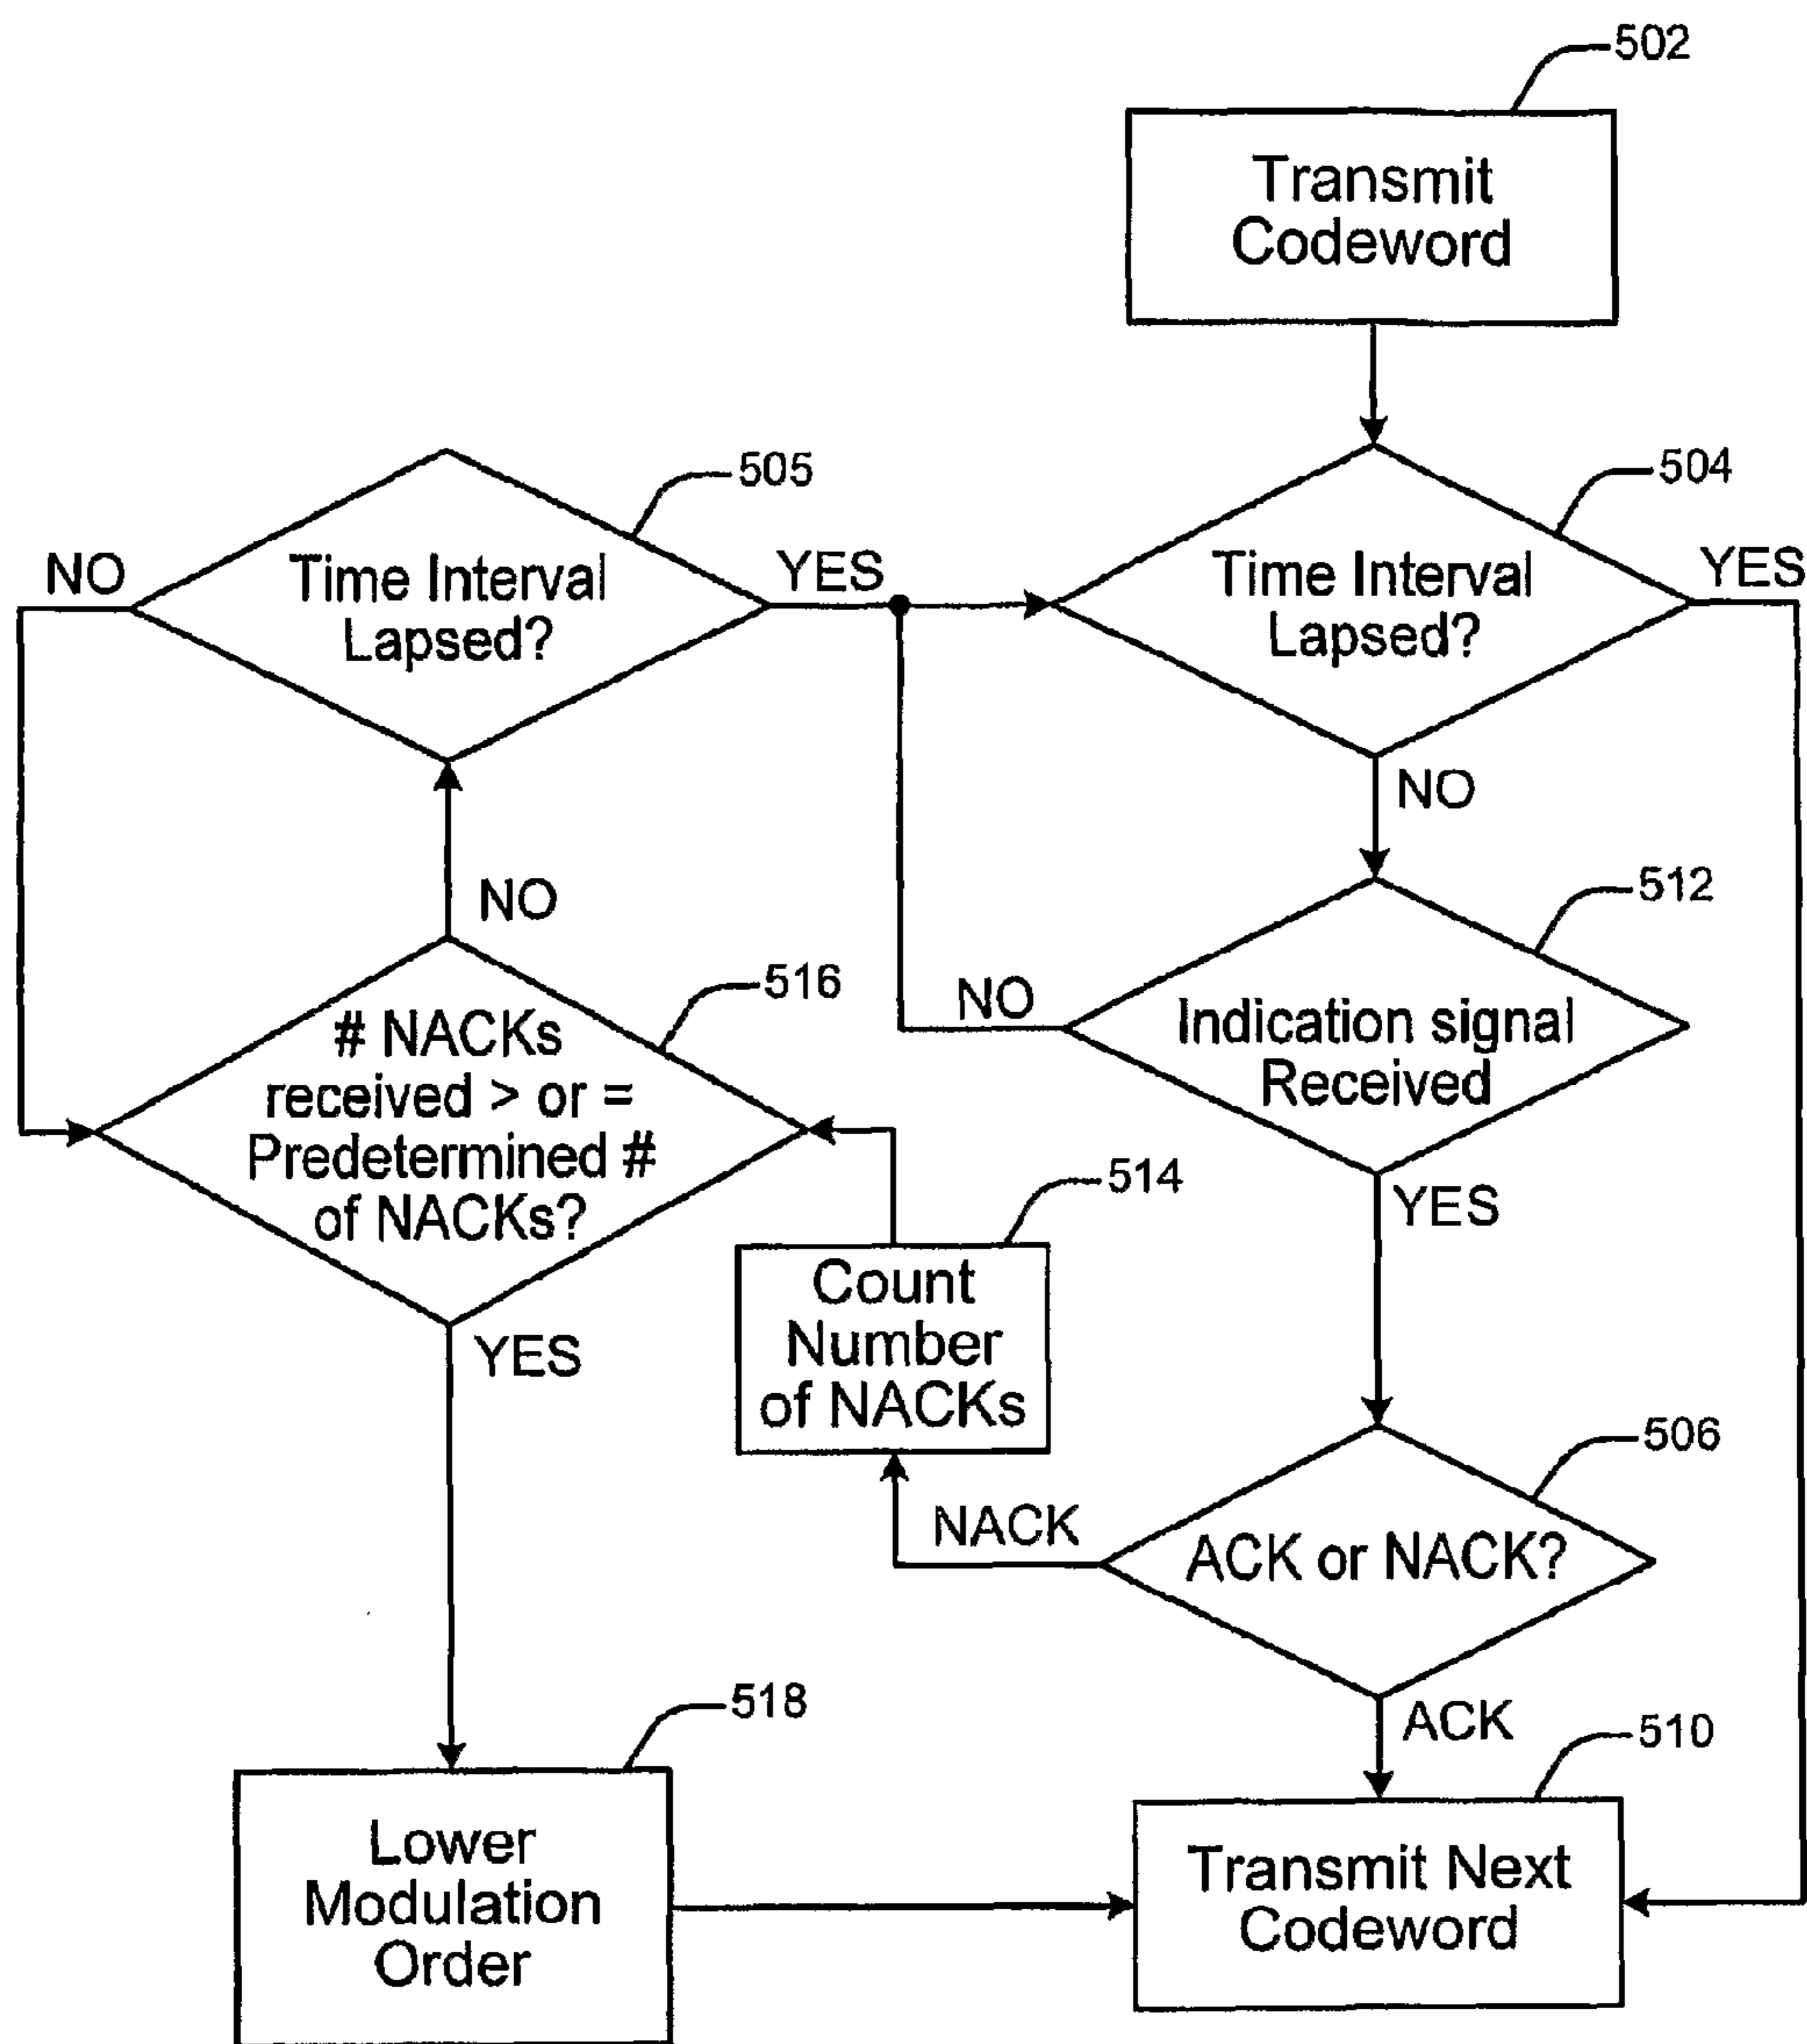 502
Transmit
Codeword
505
504
NO
Time Interval
Lapsed?
YES
Time Interval
Lapsed?
YES
NO
512
NO
516
# NACKs
received > or =
Predetermined #
of NACKs?
NO
Indication signal
Received
514
YES
Count
Number
of NACKs
YES
506
NACK
ACK or NACK?
518
ACK
510
Lower
Modulation
Order
Transmit Next
Codeword